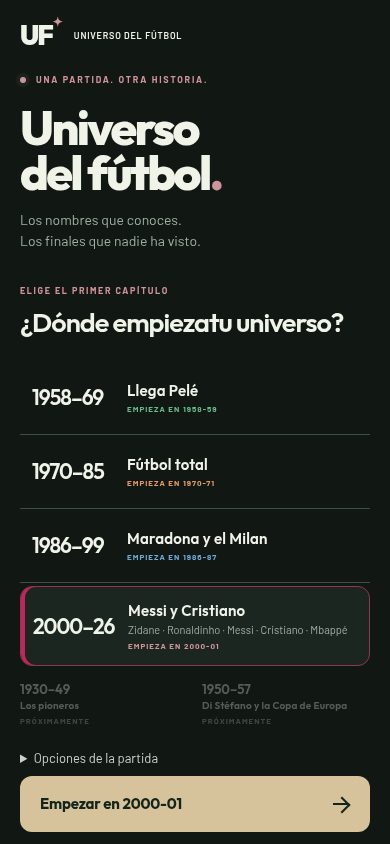 UF
UNIVERSO DEL FÚTBOL
UNA PARTIDA. OTRA HISTORIA.
Universo
del fútbol.
Los nombres que conoces.
Los finales que nadie ha visto.
ELIGE EL PRIMER CAPÍTULO
¿Dónde empiezatu universo?
1958–69
Llega Pelé
EMPIEZA EN 1958-59
1970–85
Fútbol total
EMPIEZA EN 1970-71
1986–99
Maradona y el Milan
EMPIEZA EN 1986-87
2000–26
Messi y Cristiano
Zidane · Ronaldinho · Messi · Cristiano · Mbappé
EMPIEZA EN 2000-01
1930–49
Los pioneros
PRÓXIMAMENTE
1950–57
Di Stéfano y la Copa de Europa
PRÓXIMAMENTE
Opciones de la partida
Empezar en 2000-01